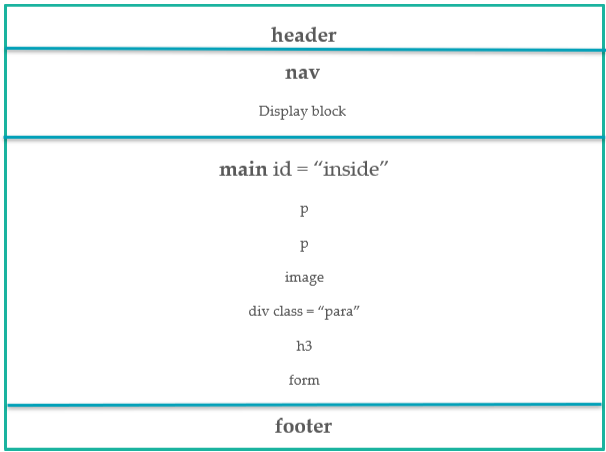 header
nav
Display block
main id = “inside”
p
p
image
div class = “para”
h3
form
footer